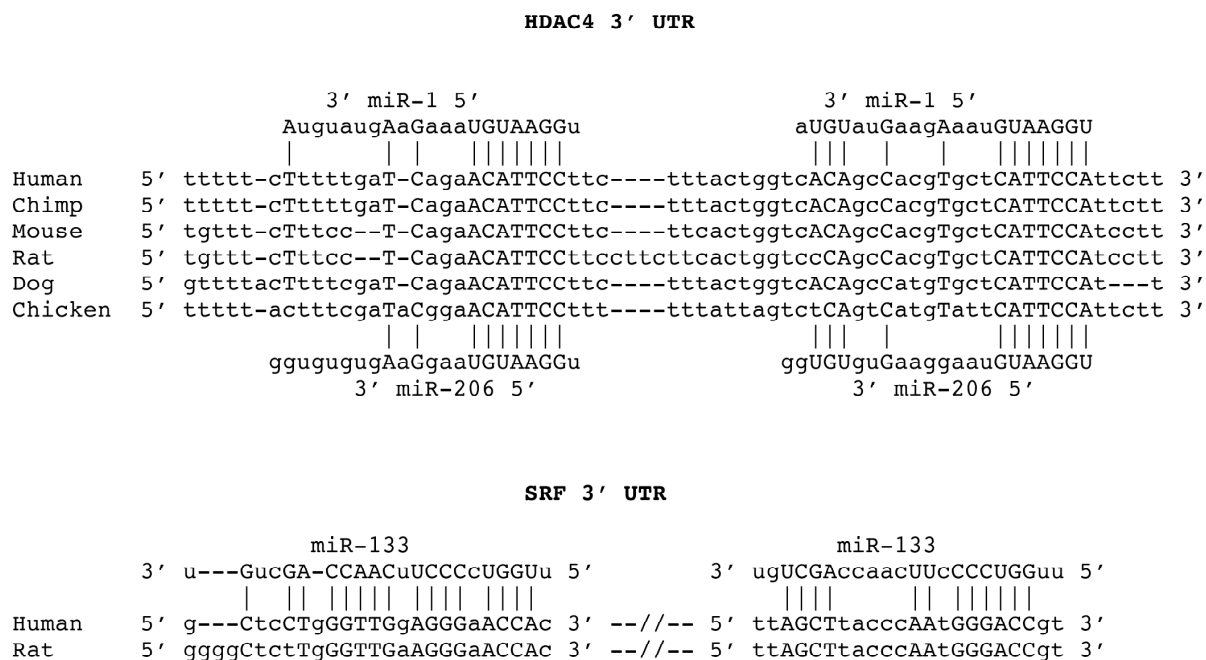 HDAC4 3′ UTR
3′ miR-1 5′ 3′ miR-1 5′
AuguaugAaGaaaUGUAAGGu aUGUauGaagAaauGUAAGGU
Human 5′ ttttt-cTttttgaT-CagaACATTCCttc----tttactggtcACAgcCacgTgctCATTCCAttctt 3′
Chimp 5′ ttttt-cTttttgaT-CagaACATTCCttc----tttactggtcACAgcCacgTgctCATTCCAttctt 3′
Mouse 5′ tgttt-cTttcc--T-CagaACATTCCttc----ttcactggtcACAgcCacgTgctCATTCCAtcctt 3′
Rat 5′ tgttt-cTttcc--T-CagaACATTCCttccttcttcactggtccCAgcCacgTgctCATTCCAtcctt 3′
Dog 5′ gttttacTttttcgaT-CagaACATTCCttc----tttactggtcACAgcCatgTgctCATTCCAt---t 3′
Chicken 5′ ttttt-actttcgaTaCggaACATTCCttt----tttattagtctCAgtCatgTattCATTCCAttctt 3′
ggugugugAaGgaaUGUAAGGu ggUGUguGaaggaauGUAAGGU
3′ miR-206 5′ 3′ miR-206 5′
SRF 3′ UTR
miR-133 miR-133
3′ u---GucGA-CCAACuUCCCcUGGUu 5′ 3′ ugUCGAccaacUUcCCCUGGuu 5′
Human 5′ g---CtcCTgGGTTGgAGGGaACCAc 3′ --//-- 5′ ttAGCTtacccAAtGGGACCgt 3′
Rat 5′ ggggCtctTgGGTTGaAGGGaACCAc 3′ --//-- 5′ ttAGCTtacccAAtGGGACCgt 3′